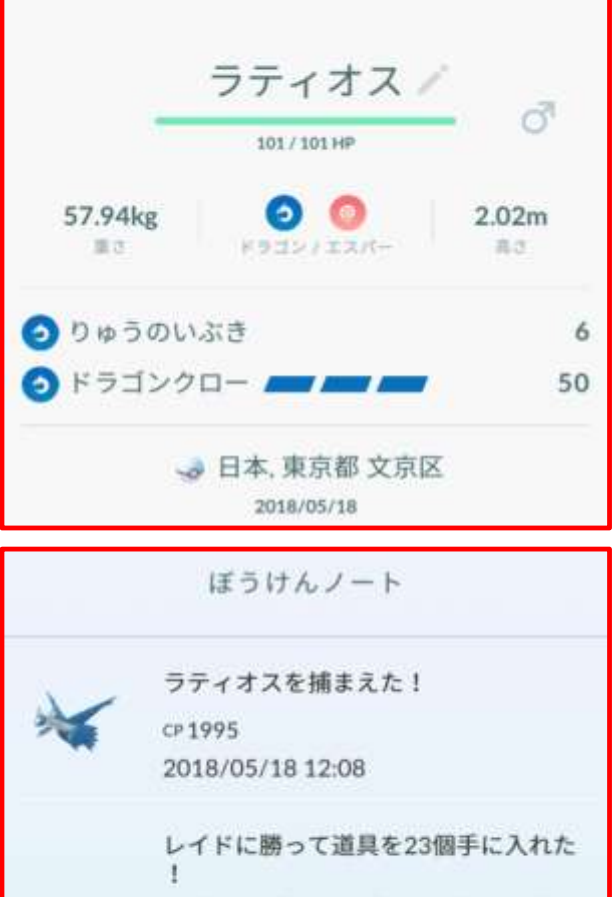 ラティオス
101 / 101 HP
57.94kg
重さ
ドラゴン / エスパー
2.02m
高さ
りゅうのいぶき 6
ドラゴンクロー 50
日本, 東京都 文京区
2018/05/18
ぼうけんノート
ラティオスを捕まえた！
CP 1995
2018/05/18 12:08
レイドに勝って道具を23個手に入れた
！